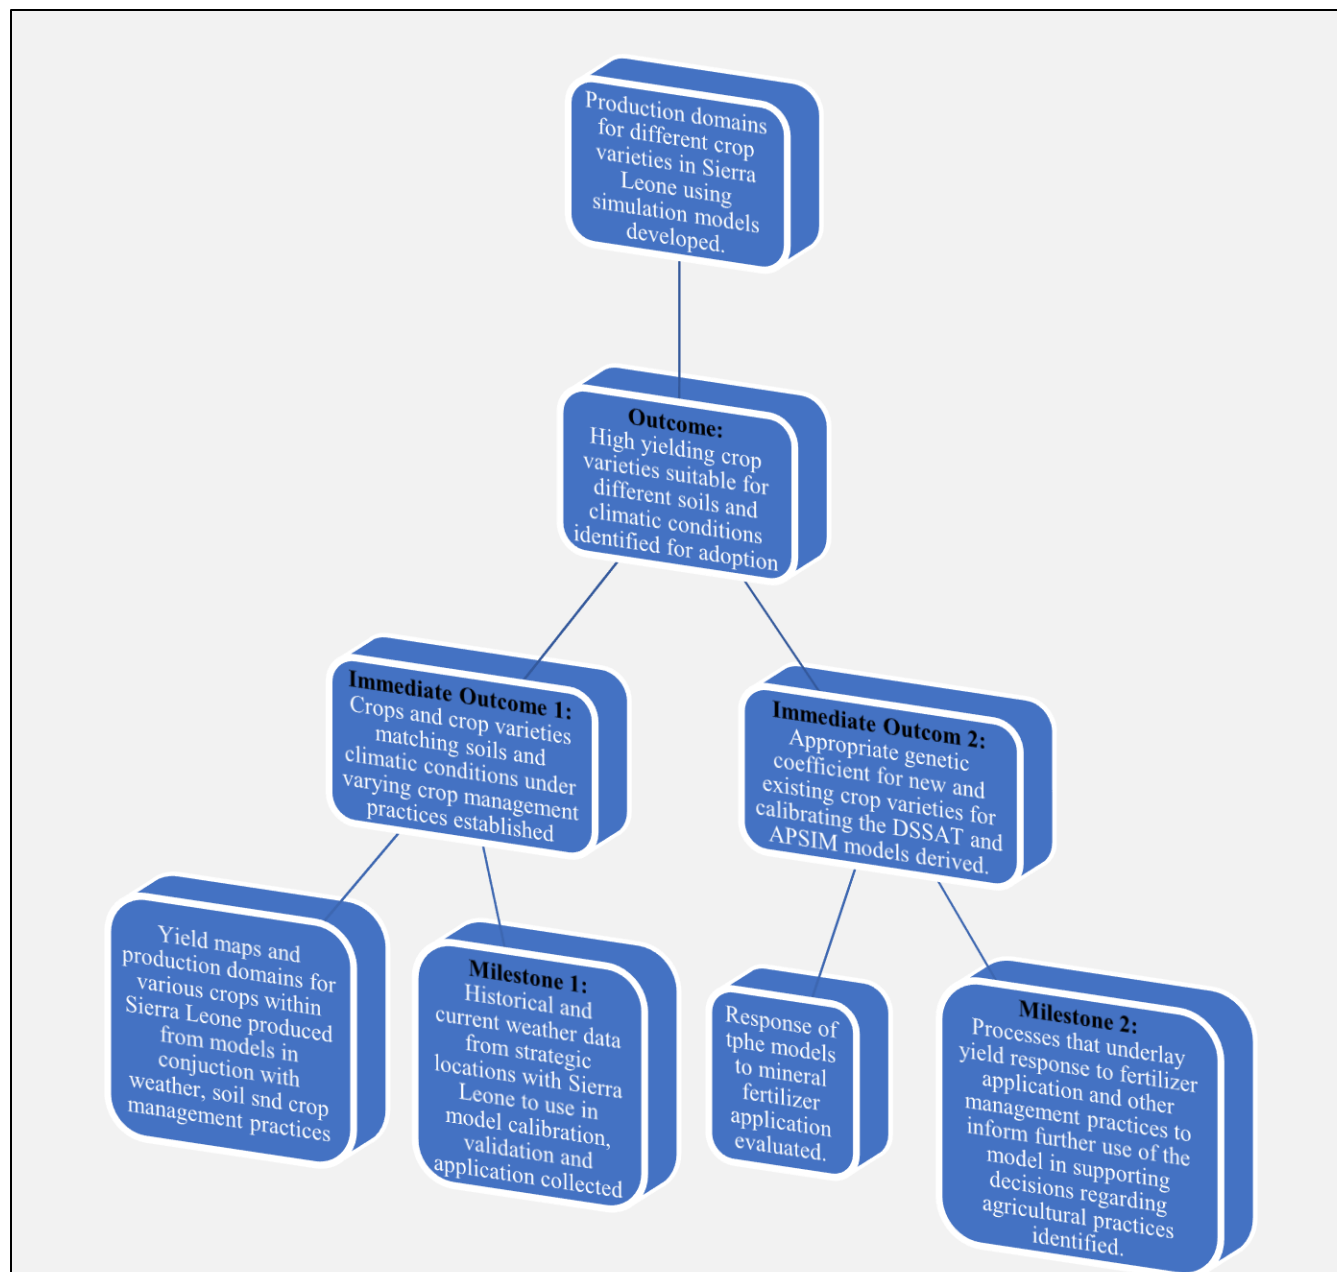 Production domains
for different crop
varieties in Sierra
Leone using
simulation models
developed.
Outcome:
High yielding crop
varieties suitable for
different soils and
climatic conditions
identified for adoption
Immediate Outcome 1:
Crops and crop varieties
matching soils and
climatic conditions under
varying crop management
practices established
Immediate Outcom 2:
Appropriate genetic
coefficient for new and
existing crop varieties for
calibrating the DSSAT and
APSIM models derived.
Yield maps and
production domains for
various crops within
Sierra Leone produced
from models in
conjuction with
weather, soil snd crop
management practices
Milestone 1:
Historical and
current weather data
from strategic
locations with Sierra
Leone to use in
model calibration,
validation and
application collected
Response of
tphe models
to mineral
fertilizer
application
evaluated.
Milestone 2:
Processes that underlay
yield response to fertilizer
application and other
management practices to
inform further use of the
model in supporting
decisions regarding
agricultural practices
identified.